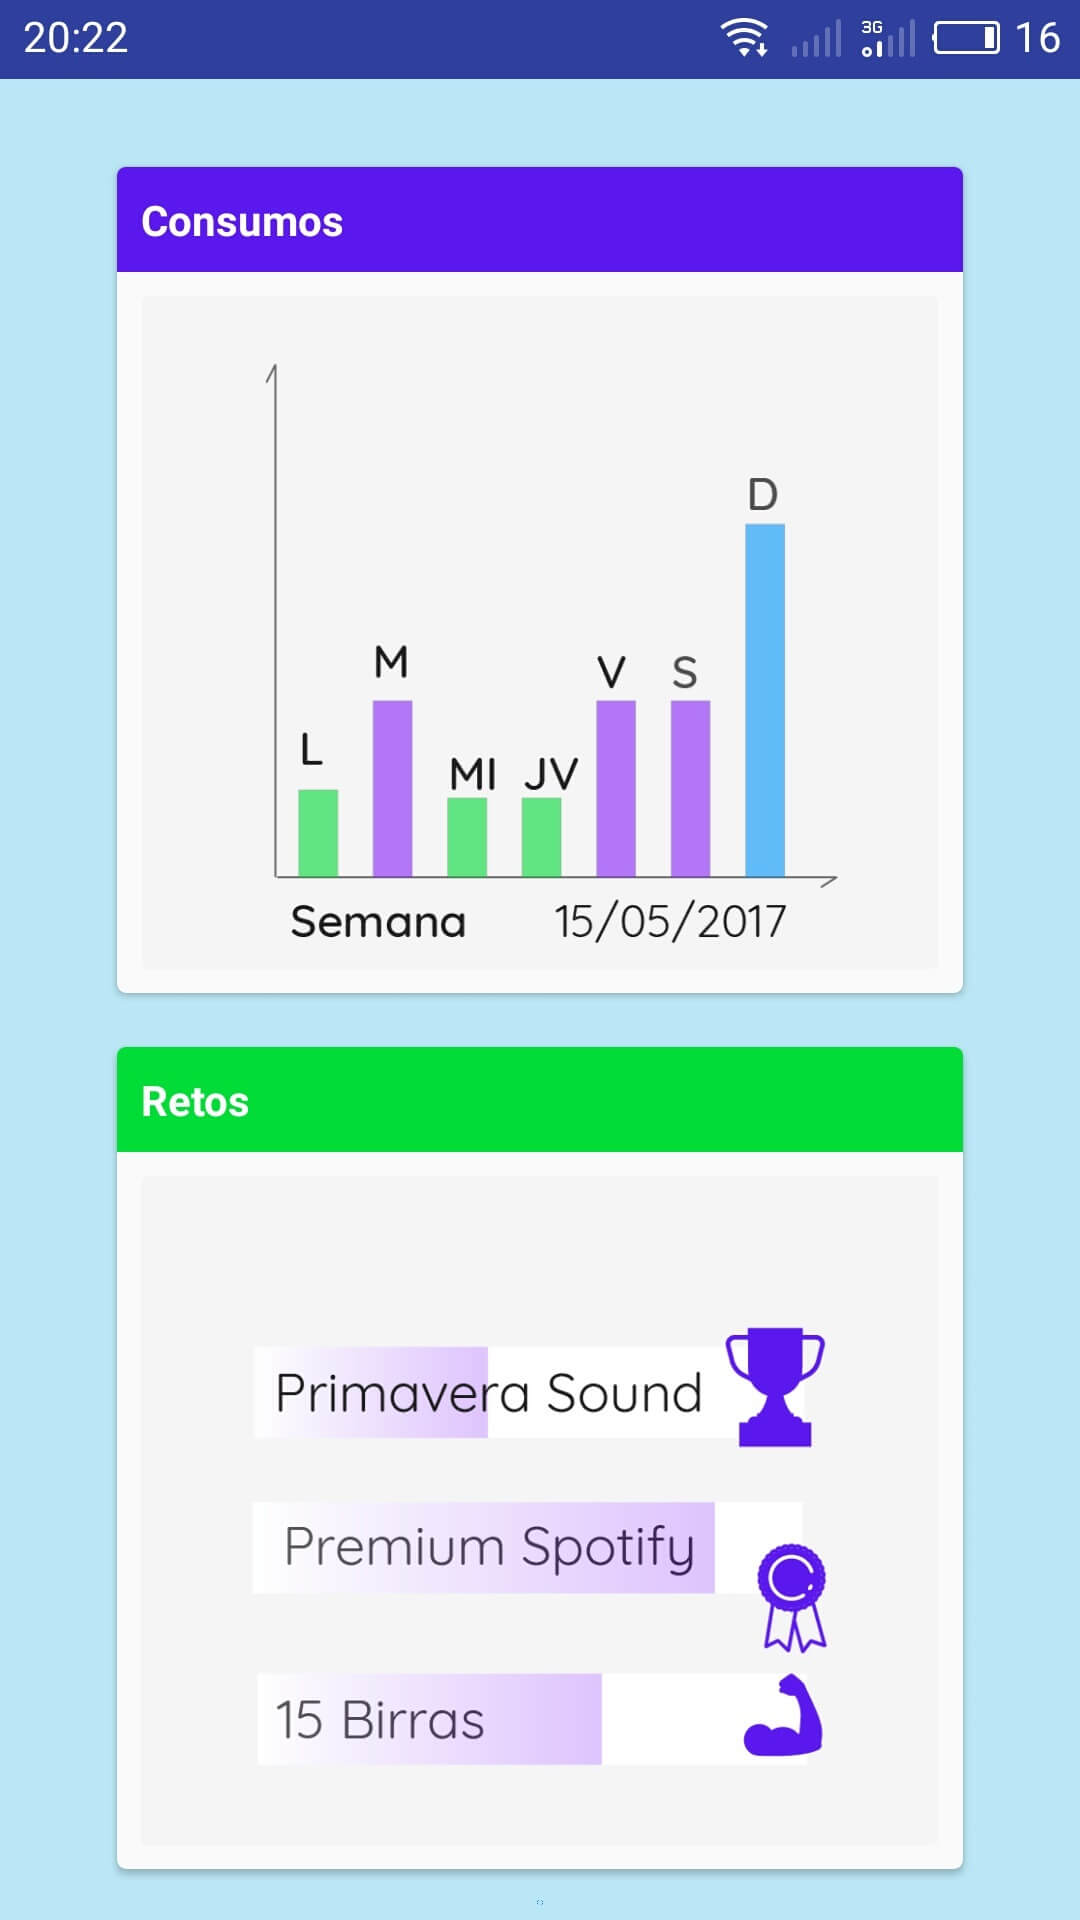 20:22 3G 16
Consumos
D
M
V S
L
MI JV
Semana 15/05/2017
Retos
Primavera Sound
Premium Spotify
15 Birras